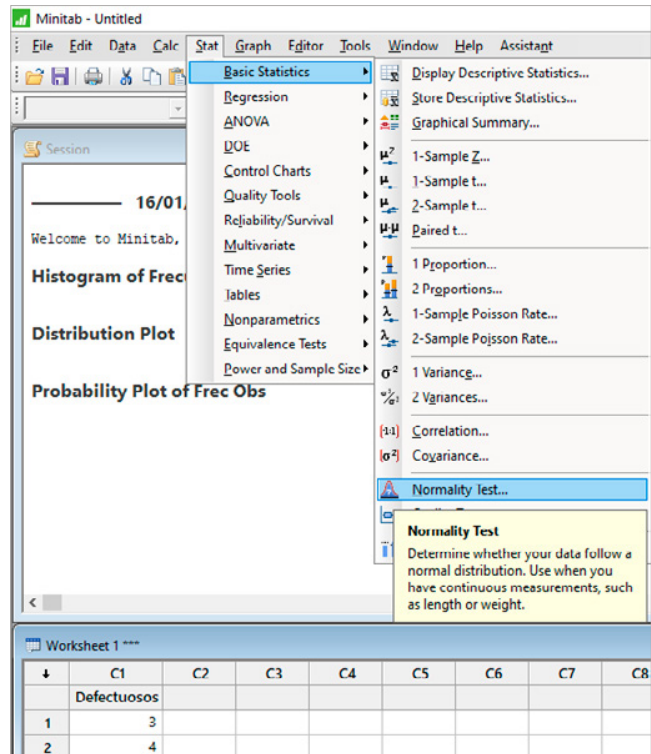 Minitab - Untitled
File Edit Data Calc Stat Graph Editor Tools Window Help Assistant
Basic Statistics
Regression
ANOVA
DOE
Control Charts
Quality Tools
Reliability/Survival
Multivariate
Time Series
Tables
Nonparametrics
Equivalence Tests
Power and Sample Size
Display Descriptive Statistics...
Store Descriptive Statistics...
Graphical Summary...
1-Sample Z...
1-Sample t...
2-Sample t...
Paired t...
1 Proportion...
2 Proportions...
1-Sample Poisson Rate...
2-Sample Poisson Rate...
1 Variance...
2 Variances...
Correlation...
Covariance...
Normality Test...
Normality Test
Determine whether your data follow a
normal distribution. Use when you
have continuous measurements, such
as length or weight.
Session
16/01/
Welcome to Minitab,
Histogram of Frec
Distribution Plot
Probability Plot of Frec Obs
Worksheet 1 ***
C1 C2 C3 C4 C5 C6 C7 C8
Defectuosos
1 3
2 4